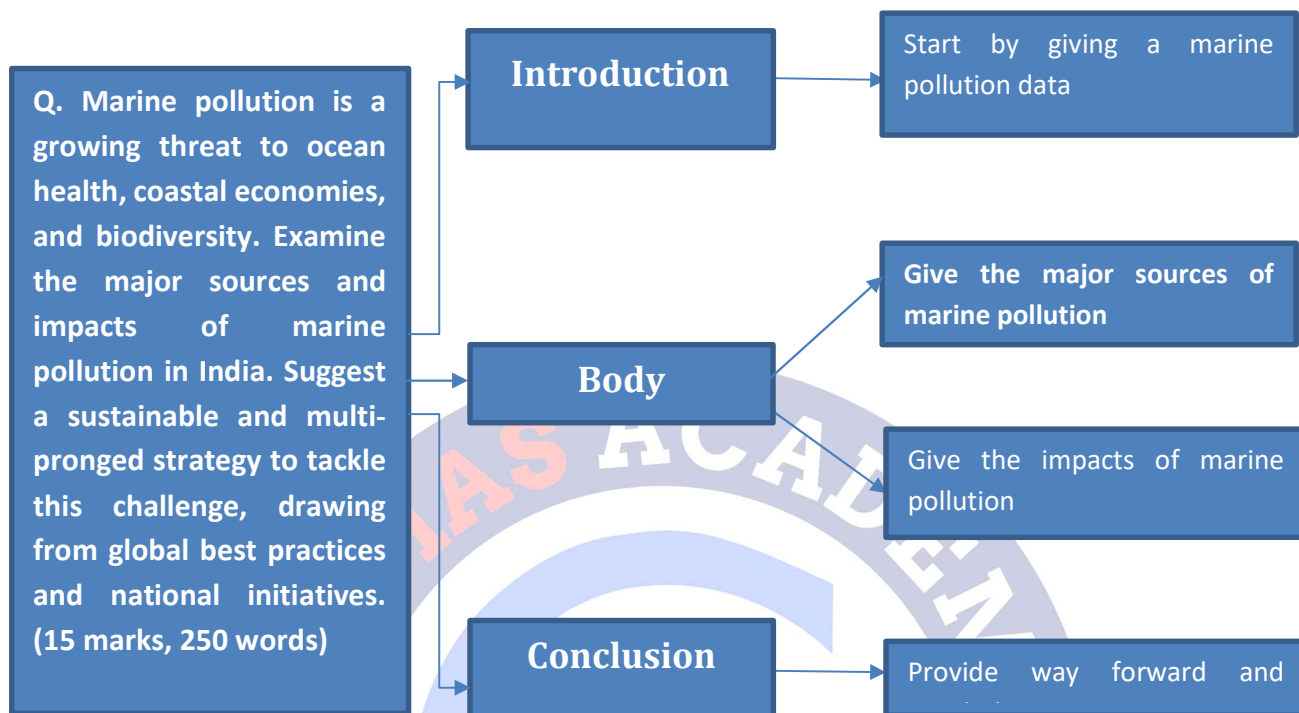 Q. Marine pollution is a
growing threat to ocean
health, coastal economies,
and biodiversity. Examine
the major sources and
impacts of marine
pollution in India. Suggest
a sustainable and multi-
pronged strategy to tackle
this challenge, drawing
from global best practices
and national initiatives.
(15 marks, 250 words)
Introduction
Start by giving a marine
pollution data
Body
Give the major sources of
marine pollution
Give the impacts of marine
pollution
Conclusion
Provide way forward and
IAS ACADEM